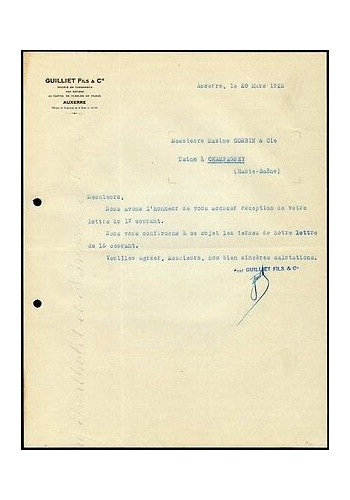 GUILLIET FILS & Cie
AUXERRE
Auxerre, le 20 Mars 1925
Messieurs Maxime CORBIN & Cie
Usine à CHAMPAGNEY
(Haute-Saône)
Messieurs,
Nous avons l'honneur de vous accuser réception de votre
lettre du 17 courant.
Nous vous confirmons à ce sujet les termes de notre lettre
de 16 courant.
Veuillez agréer, Messieurs, nos bien sincères salutations.
Pour GUILLIET FILS & Cie